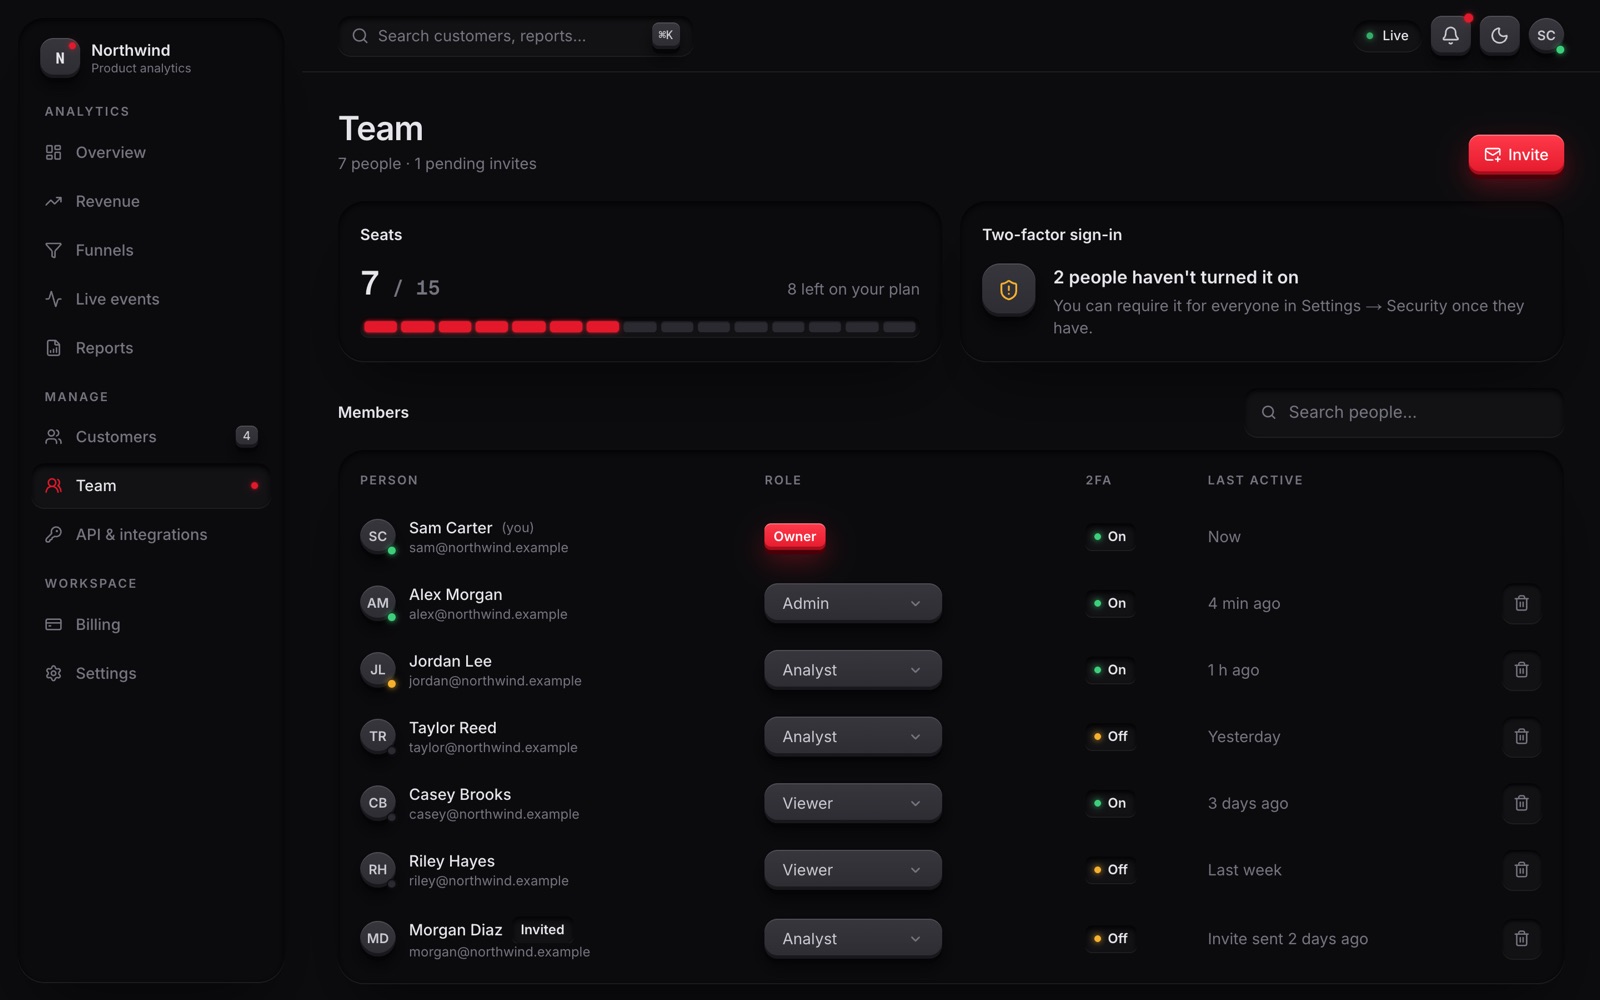 N
Northwind
Product analytics
Search customers, reports...
⌘K
Live
SC
ANALYTICS
Overview
Revenue
Funnels
Live events
Reports
MANAGE
Customers
4
Team
API & integrations
WORKSPACE
Billing
Settings
Team
7 people · 1 pending invites
Invite
Seats
7 / 15
8 left on your plan
Two-factor sign-in
2 people haven't turned it on
You can require it for everyone in Settings → Security once they
have.
Members
Search people...
PERSON ROLE 2FA LAST ACTIVE
SC Sam Carter (you) Owner On Now
sam@northwind.example
AM Alex Morgan Admin On 4 min ago
alex@northwind.example
JL Jordan Lee Analyst On 1 h ago
jordan@northwind.example
TR Taylor Reed Analyst Off Yesterday
taylor@northwind.example
CB Casey Brooks Viewer On 3 days ago
casey@northwind.example
RH Riley Hayes Viewer Off Last week
riley@northwind.example
MD Morgan Diaz Invited Analyst Off Invite sent 2 days ago
morgan@northwind.example